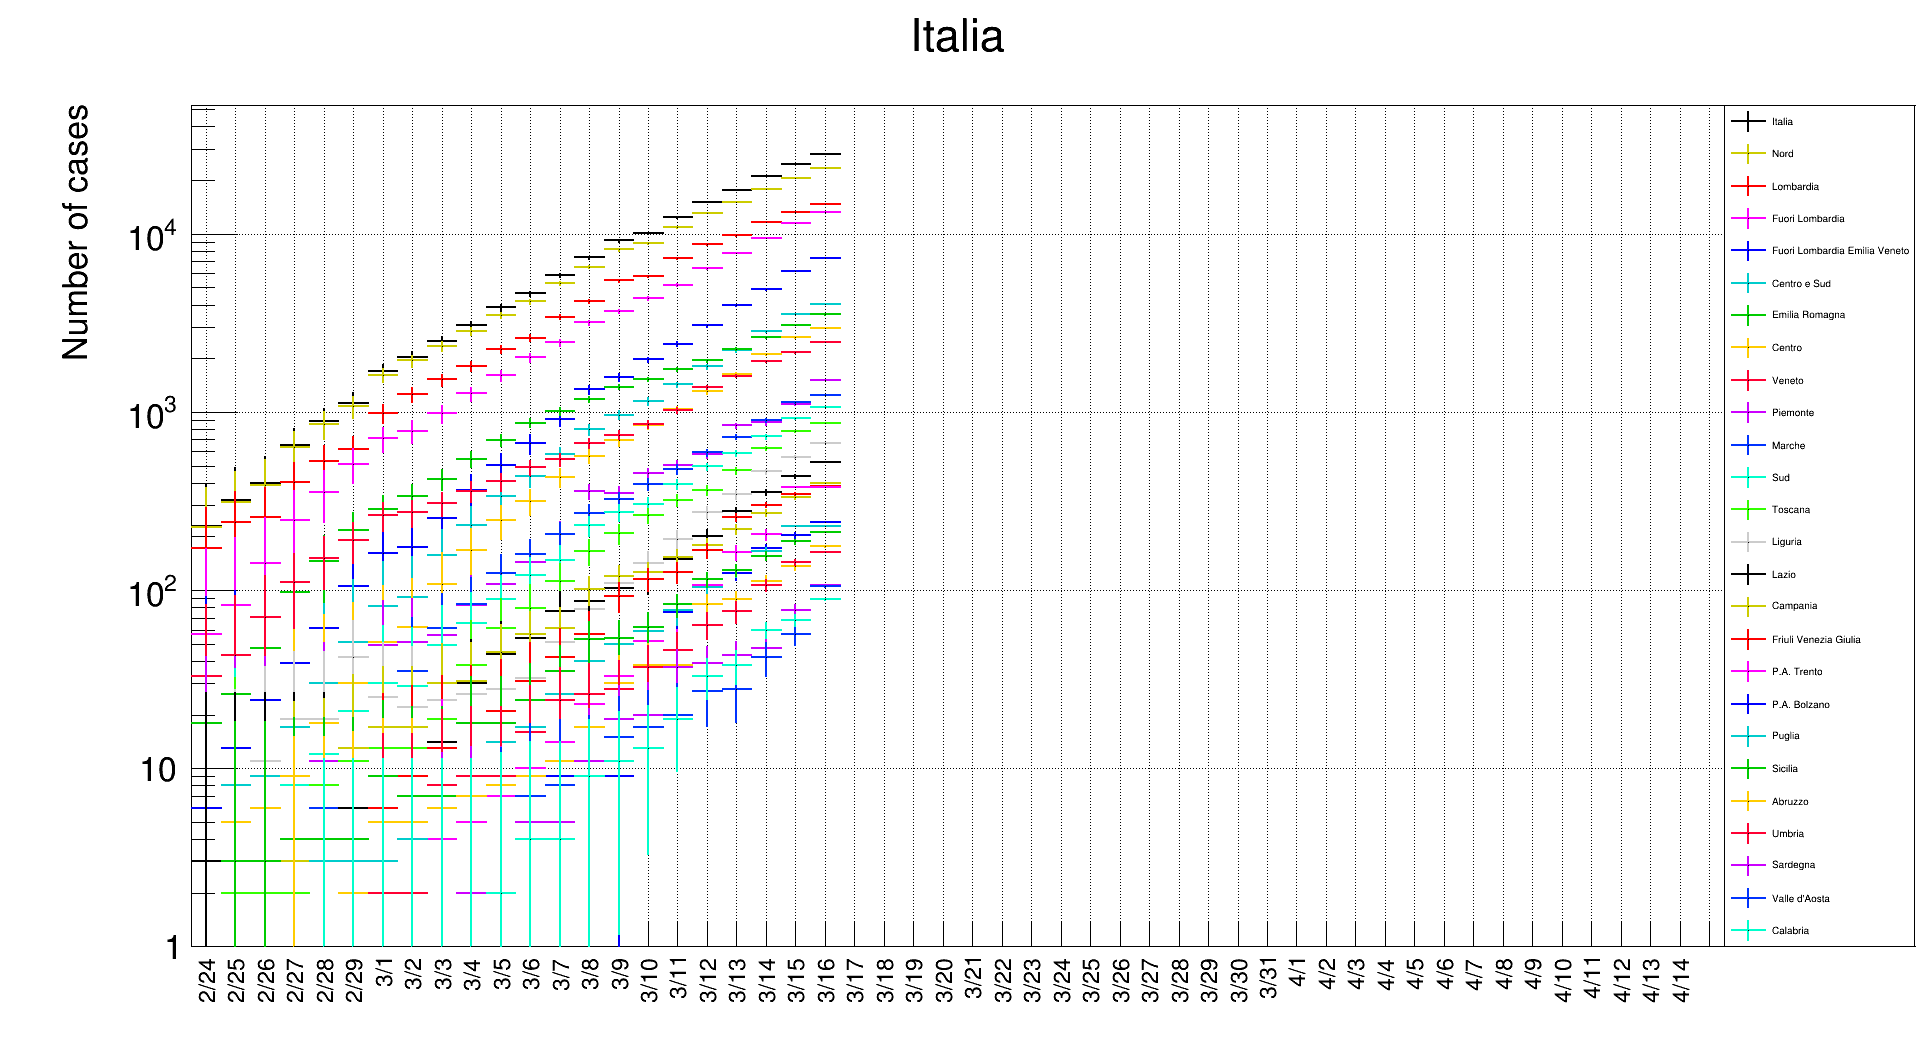 Italia
Number of cases
10⁴
10³
10²
10
1
2/24 2/25 2/26 2/27 2/28 2/29 3/1 3/2 3/3 3/4 3/5 3/6 3/7 3/8 3/9 3/10 3/11 3/12 3/13 3/14 3/15 3/16 3/17 3/18 3/19 3/20 3/21 3/22 3/23 3/24 3/25 3/26 3/27 3/28 3/29 3/30 3/31 4/1 4/2 4/3 4/4 4/5 4/6 4/7 4/8 4/9 4/10 4/11 4/12 4/13 4/14
Italia
Nord
Lombardia
Fuori Lombardia
Fuori Lombardia Emilia Veneto
Centro e Sud
Emilia Romagna
Centro
Veneto
Piemonte
Marche
Sud
Toscana
Liguria
Lazio
Campania
Friuli Venezia Giulia
P.A. Trento
P.A. Bolzano
Puglia
Sicilia
Abruzzo
Umbria
Sardegna
Valle d'Aosta
Calabria